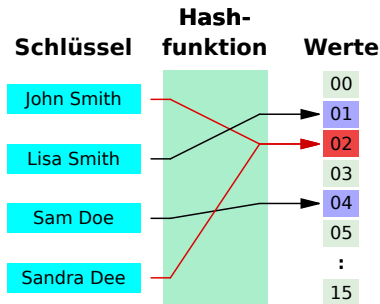 Schlüssel
Hash-
funktion
Werte
John Smith
Lisa Smith
Sam Doe
Sandra Dee
00
01
02
03
04
05
:
15